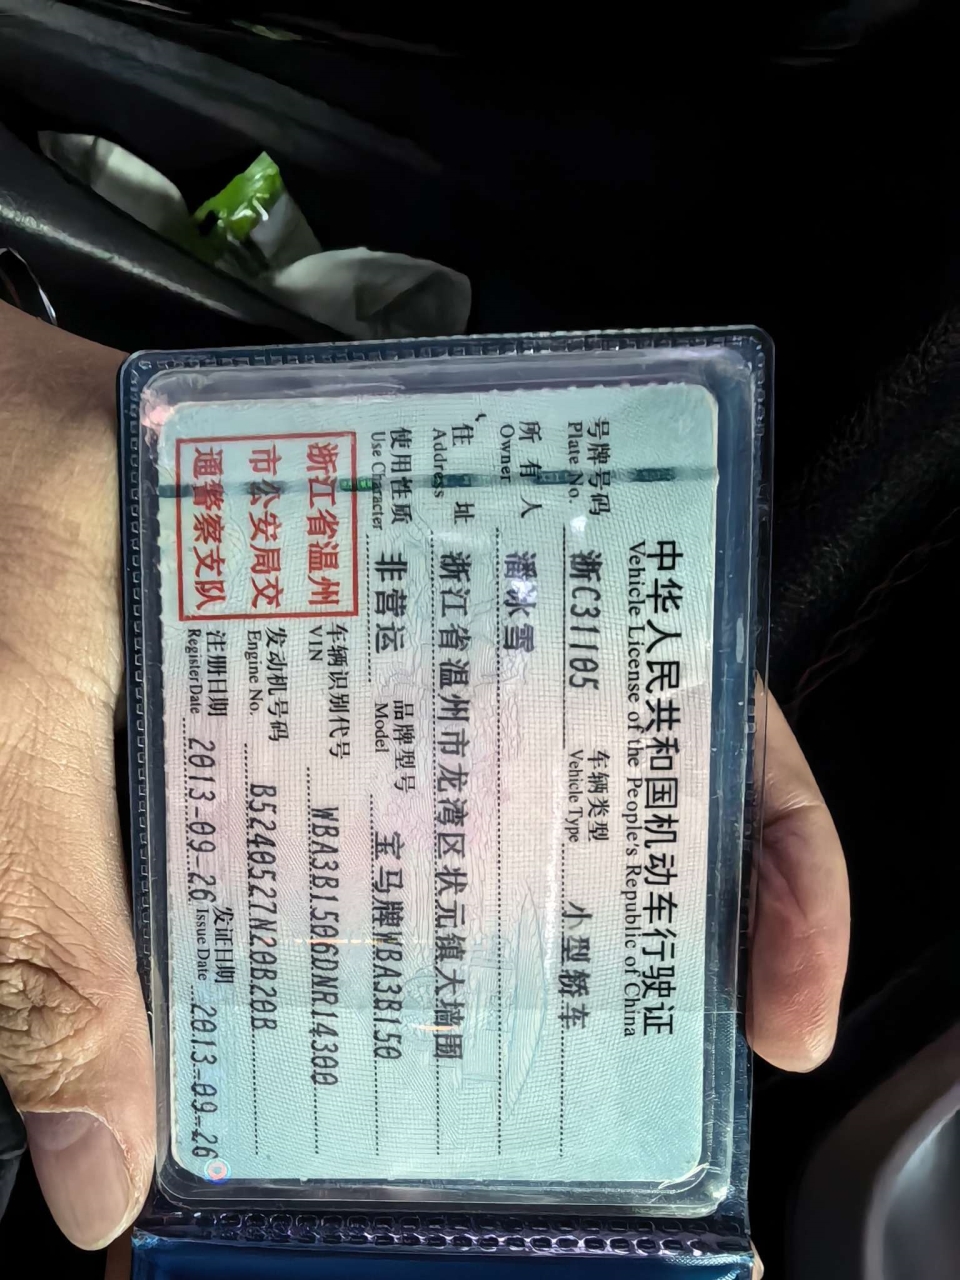 中华人民共和国机动车行驶证
Vehicle License of the People's Republic of China
号牌号码 浙C31105 车辆类型 小型轿车
Plate No. Vehicle Type
所有人 潘冰雪
Owner
住址 浙江省温州市龙湾区状元镇大塘围
Address
使用性质 非营运 品牌型号 宝马牌WBA3B150
Use Character Model
浙江省温州
市公安局交
通警察支队
车辆识别代号 WBA3B1506DNR14300
VIN
发动机号码 B5240527N20B20B
Engine No.
注册日期 2013-09-26 发证日期 2013-09-26
Register Date Issue Date